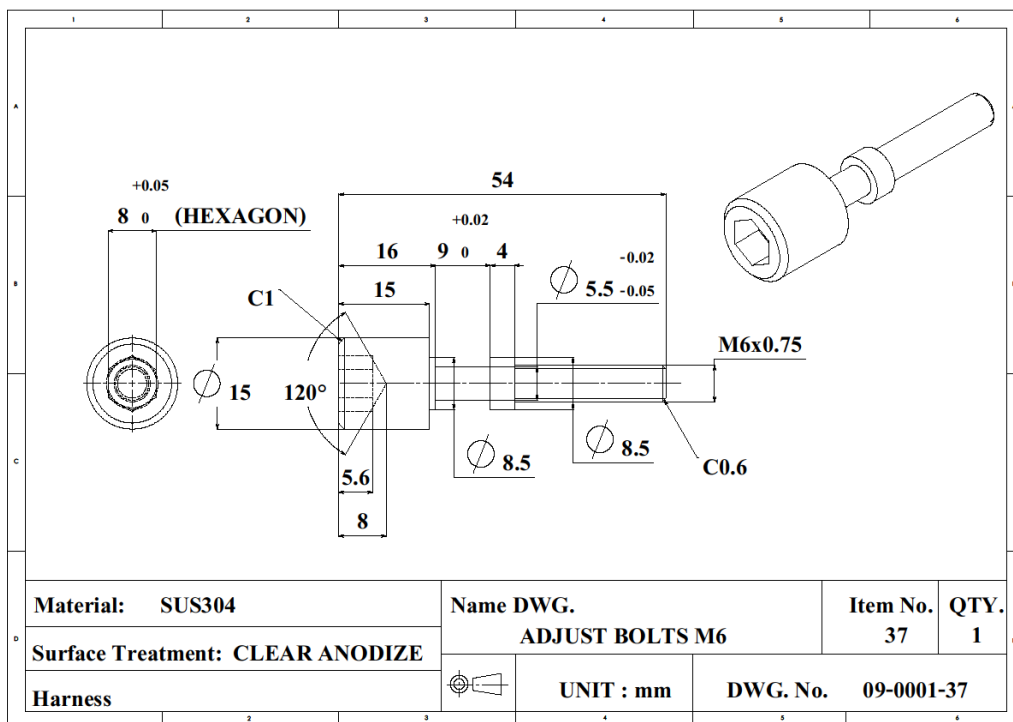 1 2 3 4 5 6
A
B
C
D
+0.05
8 0 (HEXAGON)
54
+0.02
16 9 0 4
-0.02
Ø 5.5 -0.05
C1
15
M6x0.75
Ø 15
120°
Ø 8.5
Ø 8.5
C0.6
5.6
8
Material: SUS304
Surface Treatment: CLEAR ANODIZE
Harness
Name DWG.
ADJUST BOLTS M6
Item No.
37
QTY.
1
UNIT : mm
DWG. No. 09-0001-37
2 3 4 5 6